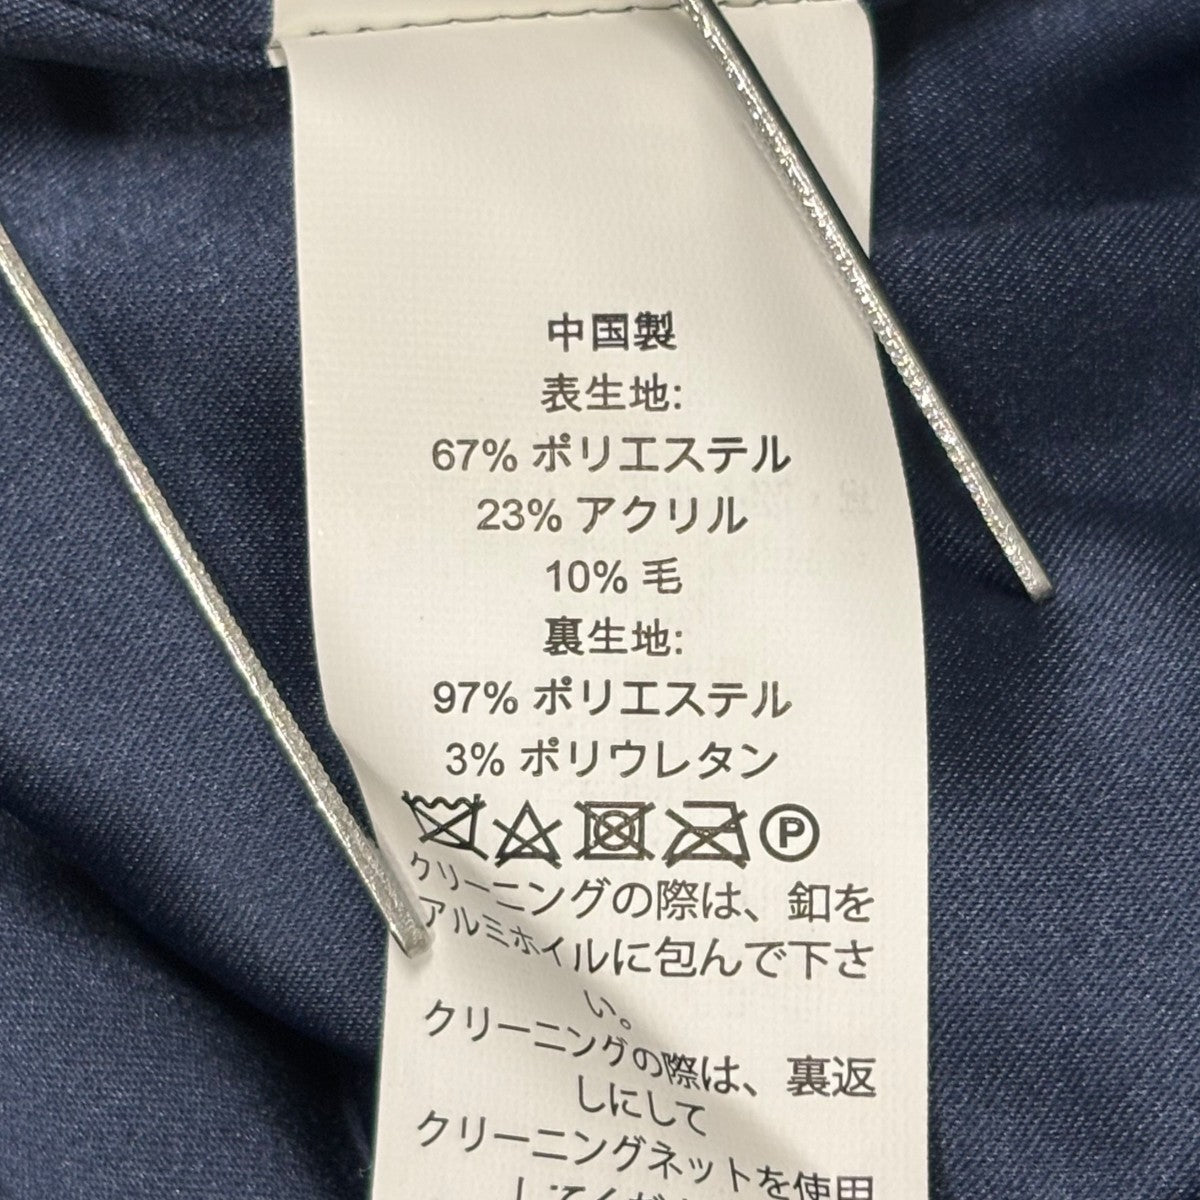 中国製
表生地:
67% ポリエステル
23% アクリル
10% 毛
裏生地:
97% ポリエステル
3% ポリウレタン
P
クリーニングの際は、釦を
アルミホイルに包んで下さ
い。
クリーニングの際は、裏返
しにして
クリーニングネットを使用